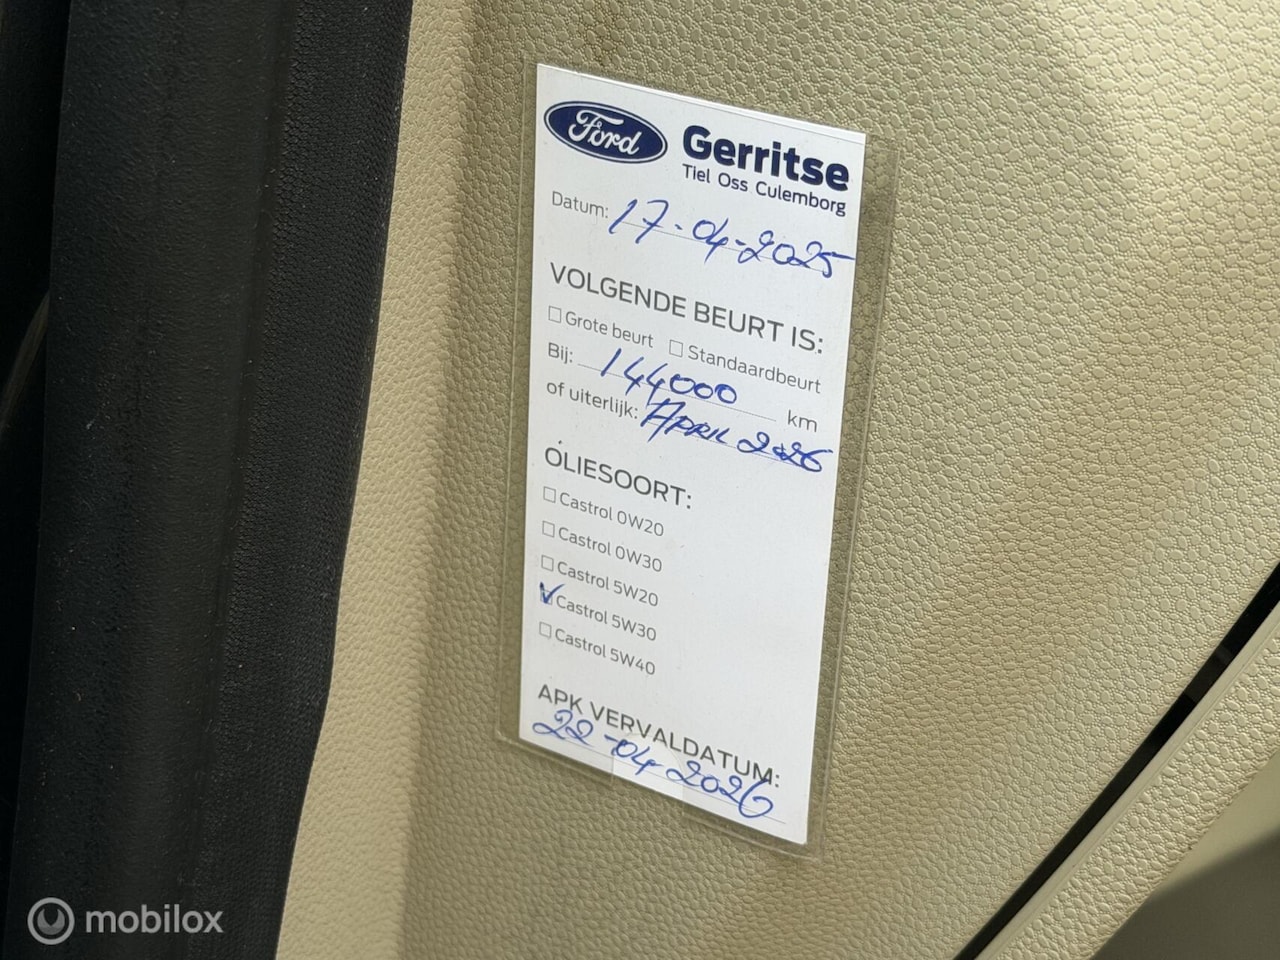 Ford
Gerritse
Tiel Oss Culemborg
Datum: 17-04-2025
VOLGENDE BEURT IS:
☐ Grote beurt ☐ Standaardbeurt
Bij: 144000 km
of uiterlijk: APRIL 2026
OLIESOORT:
☐ Castrol 0W20
☐ Castrol 0W30
☐ Castrol 5W20
☑ Castrol 5W30
☐ Castrol 5W40
APK VERVALDATUM:
22-04-2026
mobilox